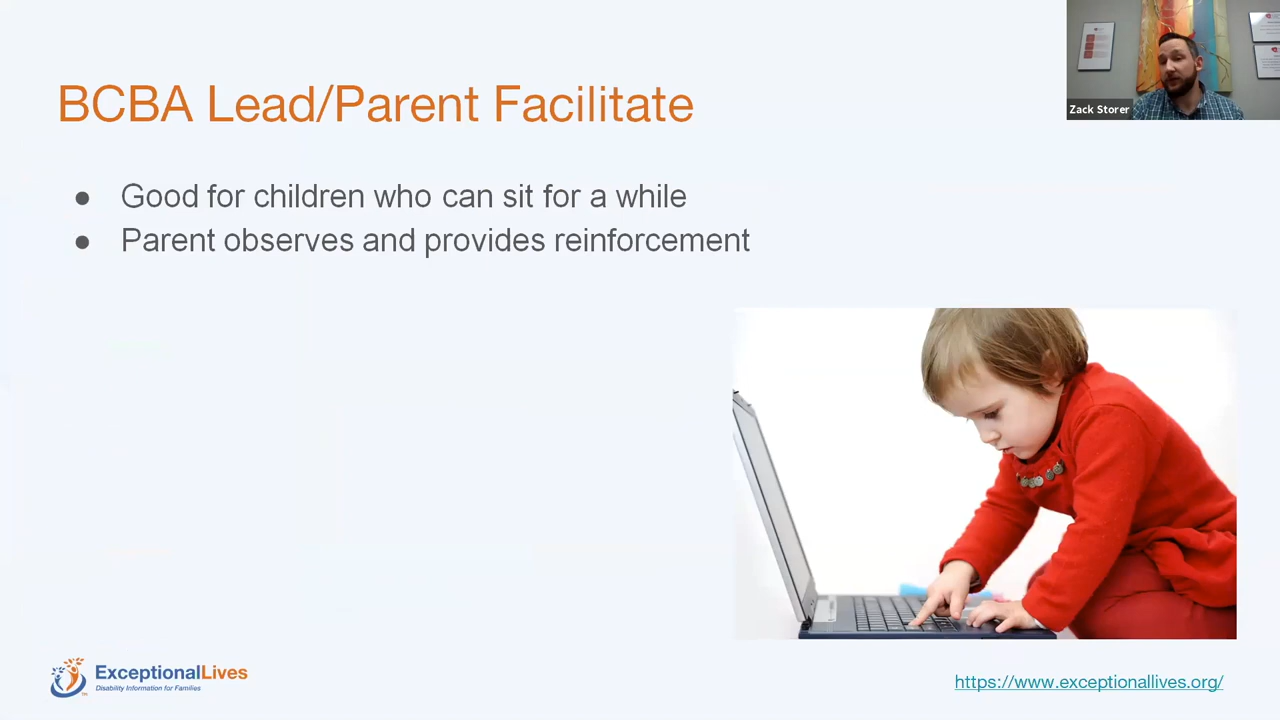 BCBA Lead/Parent Facilitate
Zack Storer
● Good for children who can sit for a while
● Parent observes and provides reinforcement
ExceptionalLives
Disability Information for Families
https://www.exceptionallives.org/